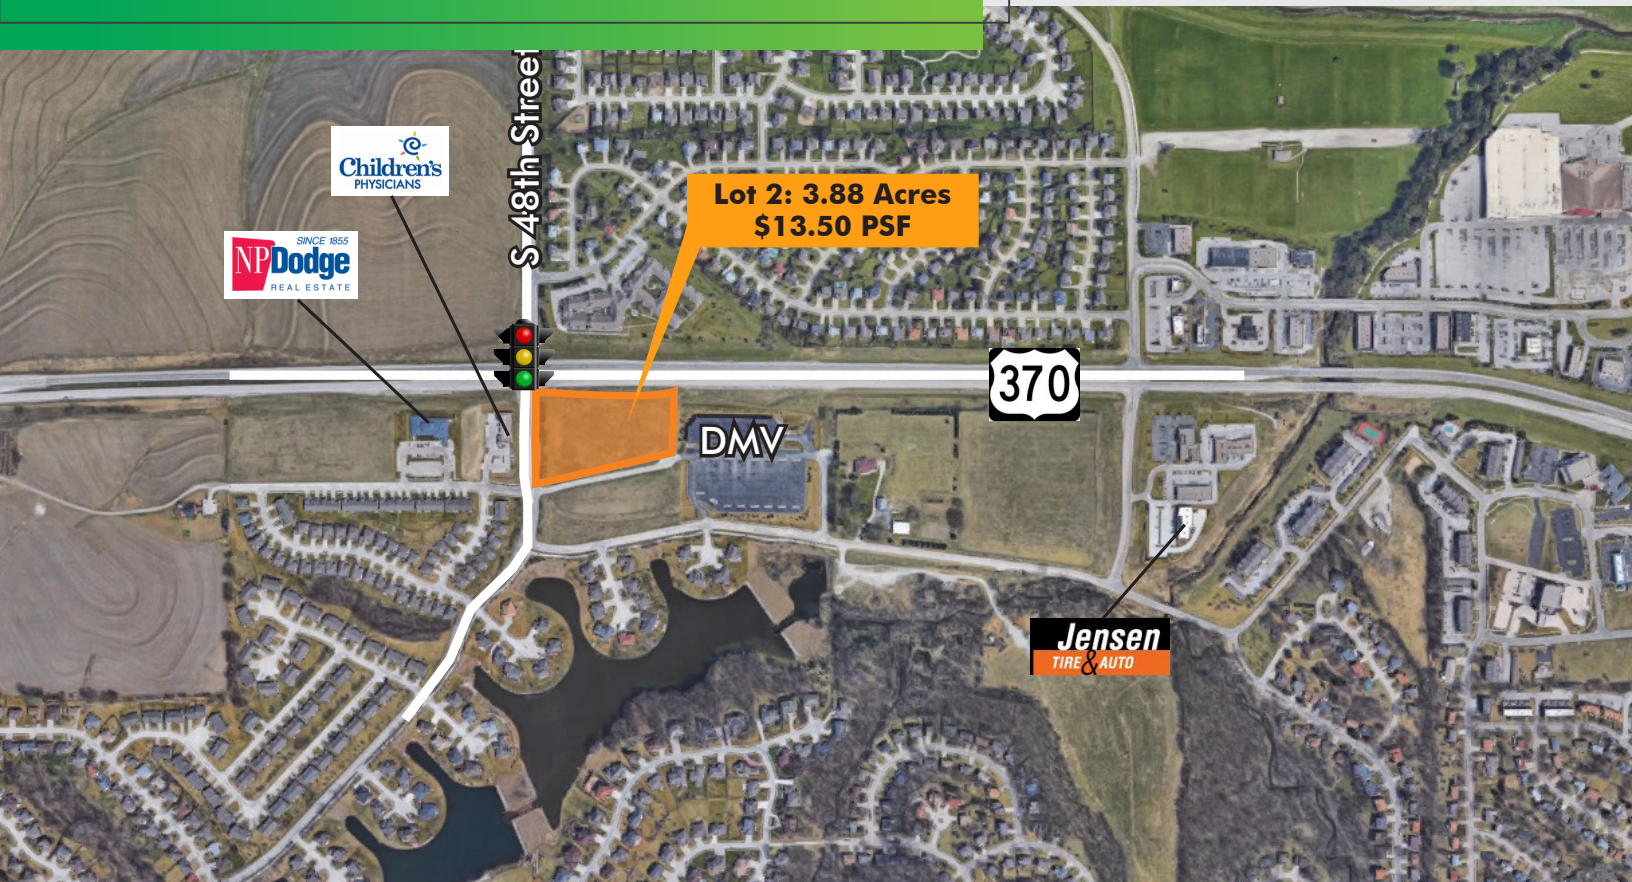 S 48th Street
Children's
PHYSICIANS
Lot 2: 3.88 Acres
$13.50 PSF
SINCE 1855
NP Dodge
REAL ESTATE
370
DMV
Jensen
TIRE & AUTO